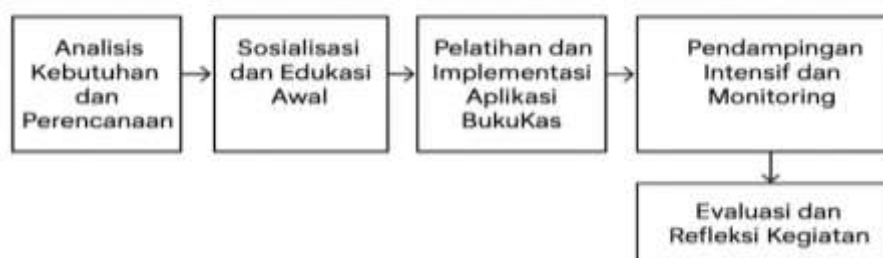 Analisis
Kebutuhan
dan
Perencanaan
Sosialisasi
dan Edukasi
Awal
Pelatihan dan
Implementasi
Aplikasi
BukuKas
Pendampingan
Intensif dan
Monitoring
Evaluasi dan
Refleksi Kegiatan